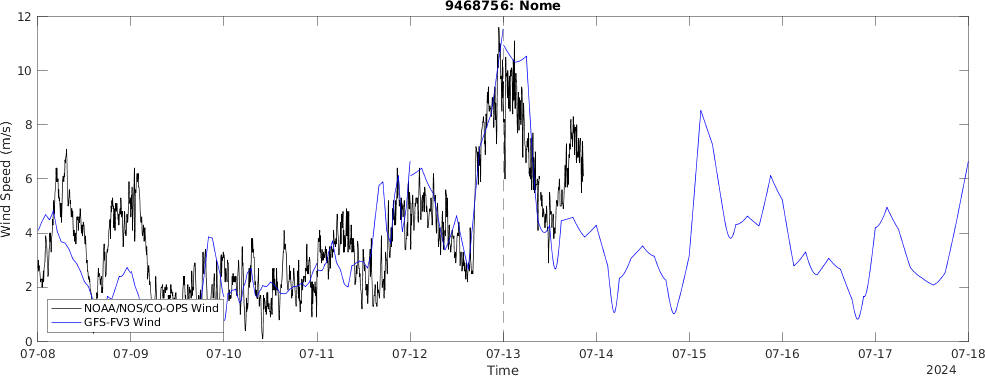 9468756: Nome
12
10
8
6
4
2
0
Wind Speed (m/s)
NOAA/NOS/CO-OPS Wind
GFS-FV3 Wind
07-08 07-09 07-10 07-11 07-12 07-13 07-14 07-15 07-16 07-17 07-18
Time
2024